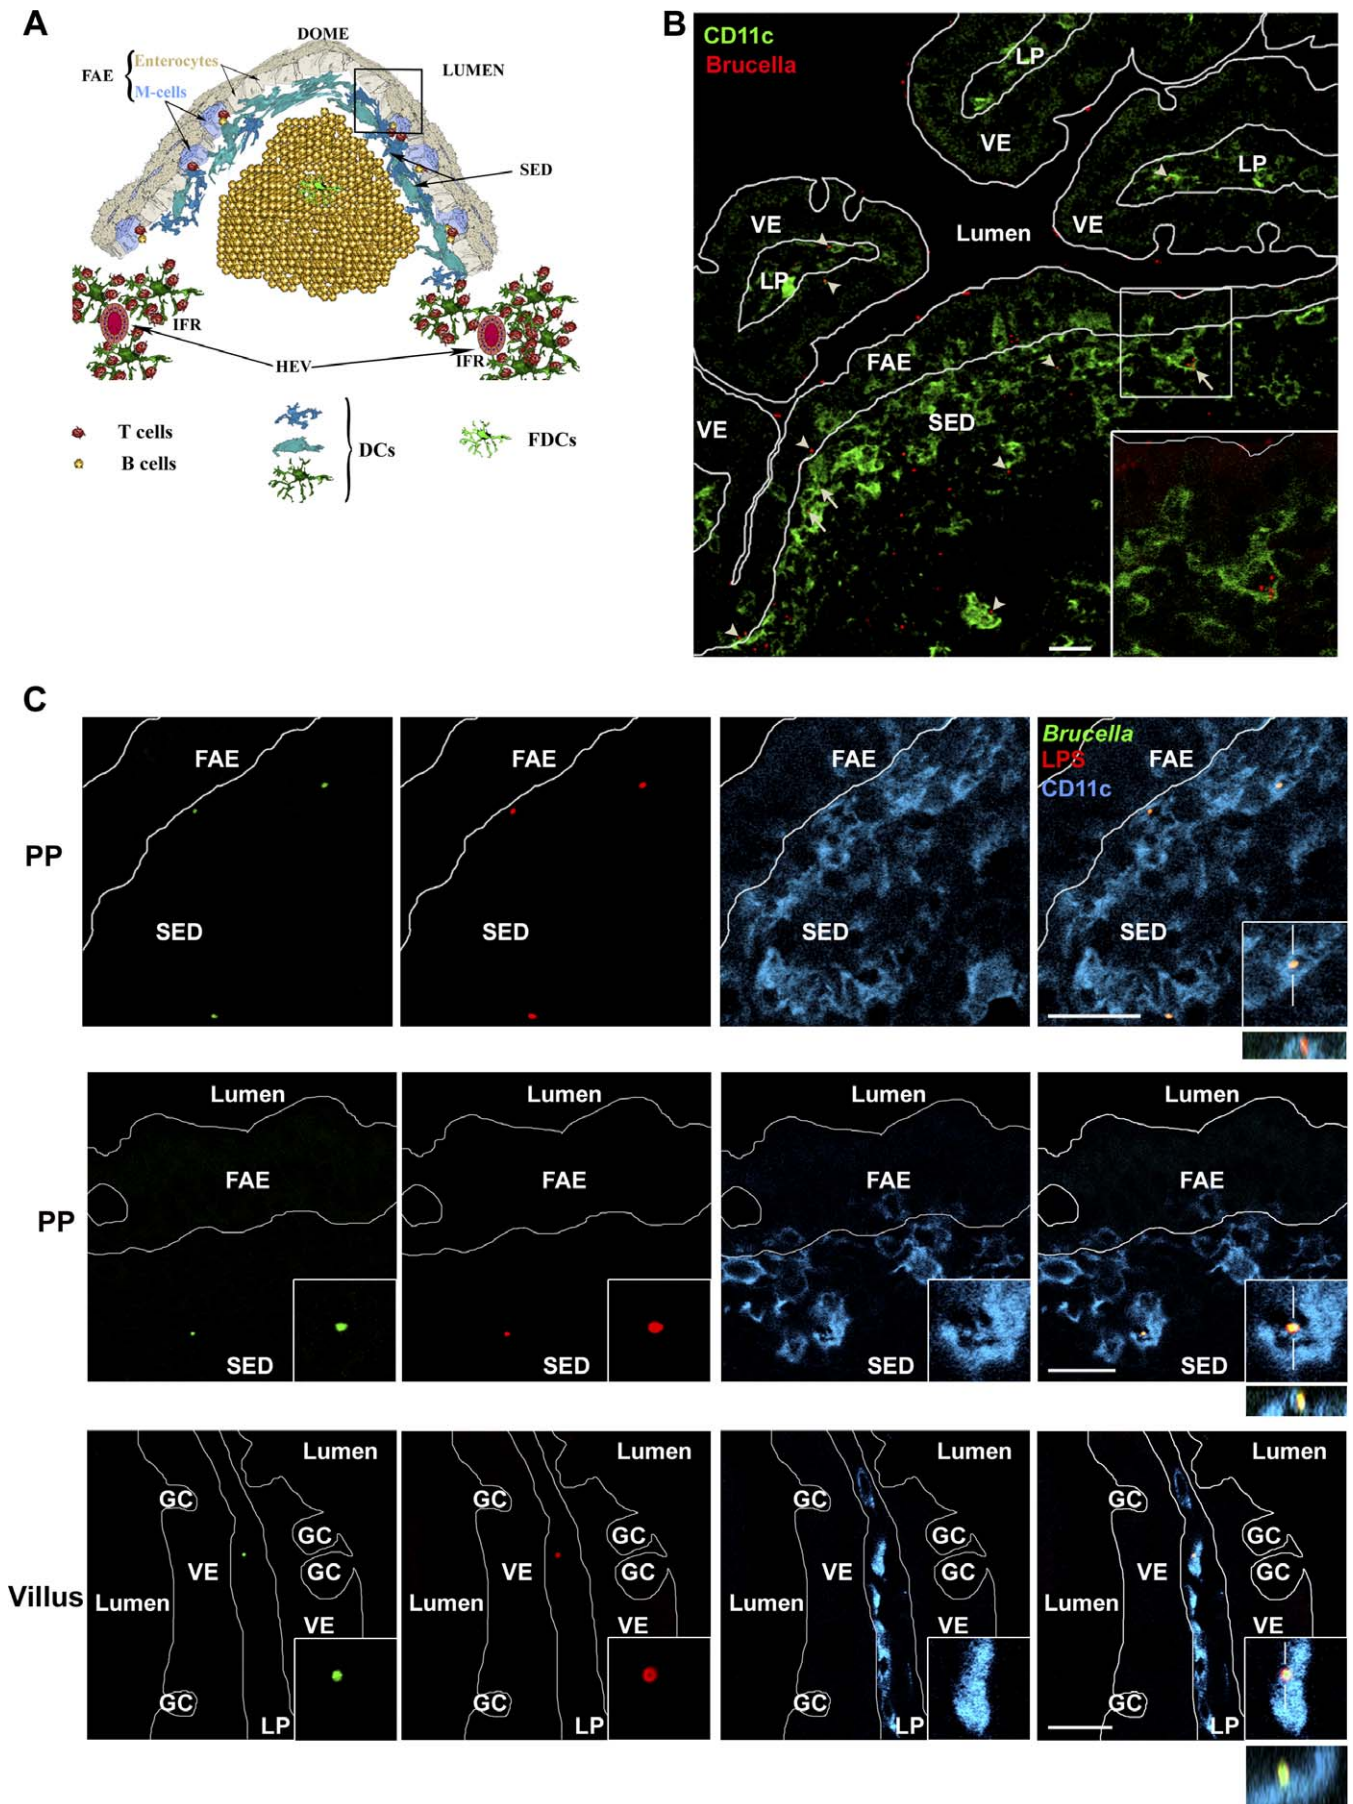 A
DOME
FAE { Enterocytes
M-cells
LUMEN
SED
IFR
HEV
IFR
T cells
B cells
DCs
FDCs
B
CD11c
Brucella
LP
VE
LP
VE
VE
Lumen
LP
FAE
SED
VE
C
PP
FAE
SED
FAE
SED
FAE
SED
Brucella
LPS
CD11c
FAE
SED
PP
Lumen
FAE
SED
Lumen
FAE
SED
Lumen
FAE
SED
Lumen
FAE
SED
Villus
Lumen
GC
GC
VE
GC
Lumen
VE
GC
LP
Lumen
GC
GC
VE
GC
Lumen
VE
GC
LP
Lumen
GC
GC
VE
GC
Lumen
VE
GC
LP
Lumen
GC
GC
VE
GC
Lumen
VE
GC
LP